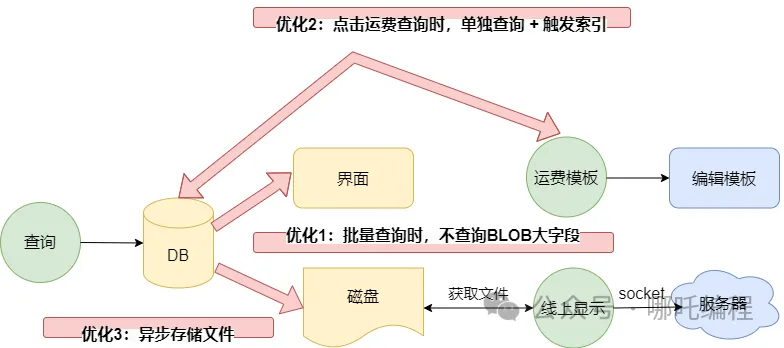 优化2：点击运费查询时，单独查询 + 触发索引
界面
运费模板
编辑模板
查询
DB
优化1：批量查询时，不查询BLOB大字段
磁盘
获取文件
线上显示
socket
服务器
优化3：异步存储文件
公众号 · 哪吒编程